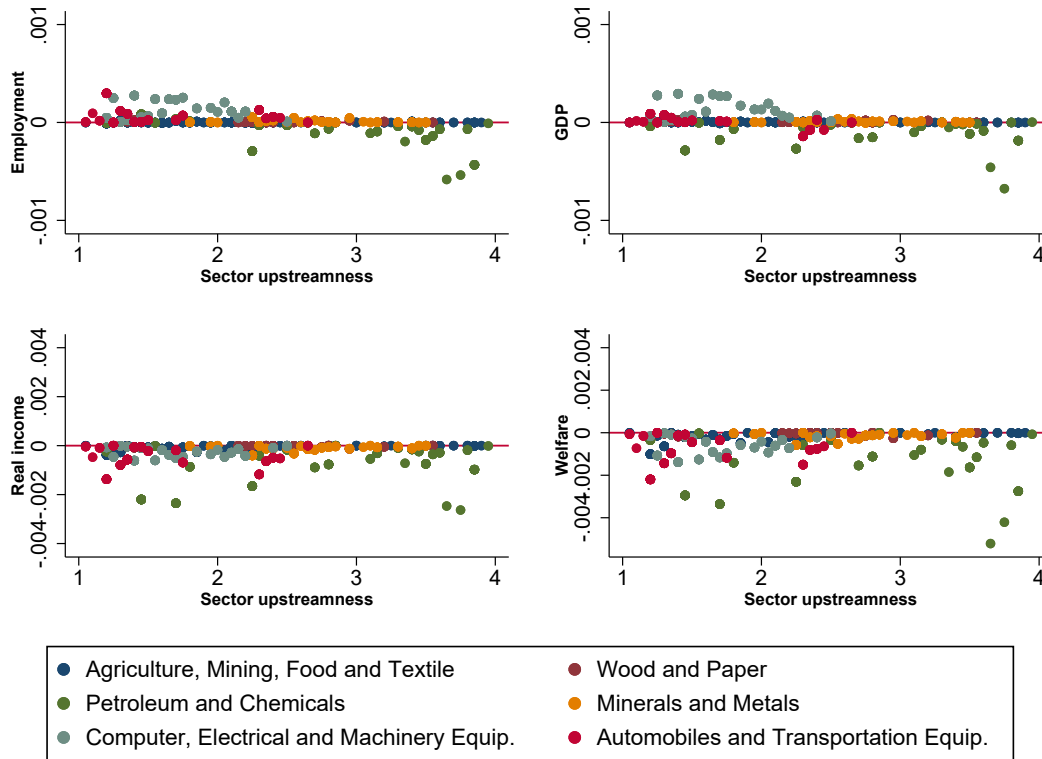 .001
0
-.001
Employment
1 2 3 4
Sector upstreamness
.001
0
-.001
GDP
1 2 3 4
Sector upstreamness
.004
.002
0
-.002
-.004
Real income
1 2 3 4
Sector upstreamness
.004
.002
0
-.002
-.004
Welfare
1 2 3 4
Sector upstreamness
Agriculture, Mining, Food and Textile
Wood and Paper
Petroleum and Chemicals
Minerals and Metals
Computer, Electrical and Machinery Equip.
Automobiles and Transportation Equip.